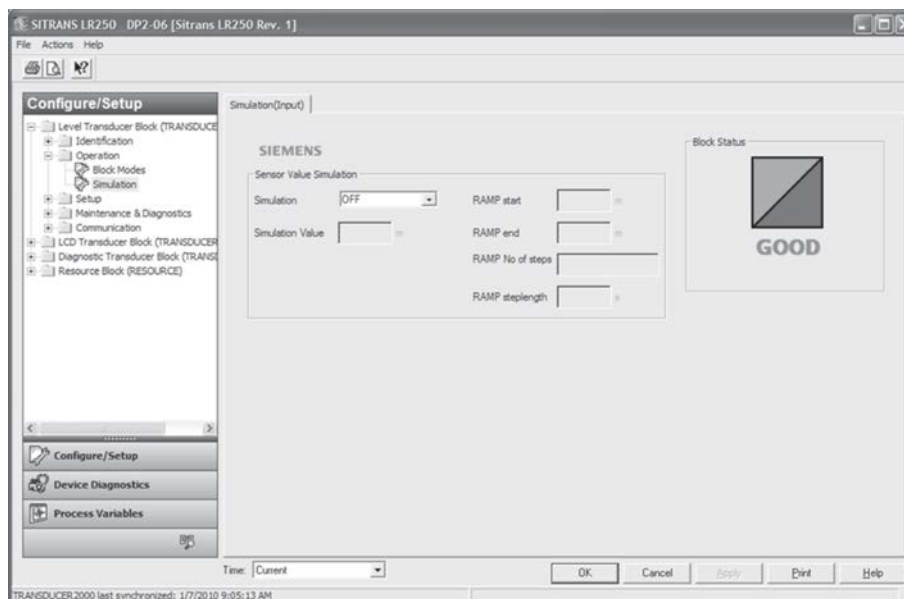 SITRANS LR250 DP2-06 [Sitrans LR250 Rev. 1]
File Actions Help
Configure/Setup
Level Transducer Block (TRANSDUCE
Identification
Operation
Block Modes
Simulation
Setup
Maintenance & Diagnostics
Communication
LCD Transducer Block (TRANSDUCER
Diagnostic Transducer Block (TRANS
Resource Block (RESOURCE)
Configure/Setup
Device Diagnostics
Process Variables
Simulation(Input)
SIEMENS
Sensor Value Simulation
Simulation OFF
Simulation Value m
RAMP start m
RAMP end m
RAMP No of steps
RAMP steplength s
Block Status
GOOD
Time: Current
OK Cancel Apply Print Help
TRANSDUCER2000 last synchronized: 1/7/2010 9:05:13 AM